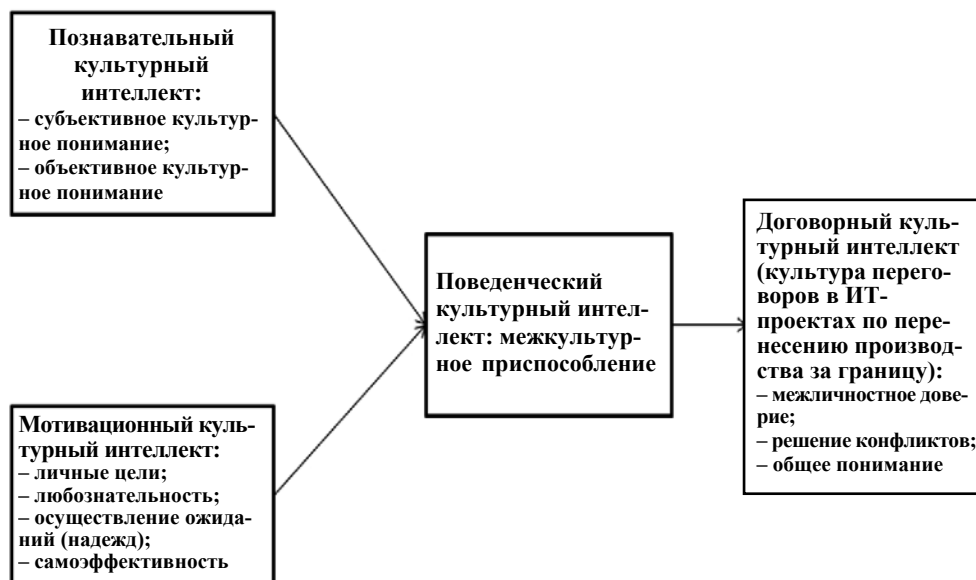 Познавательный
культурный
интеллект:
– субъективное культур-
ное понимание;
– объективное культур-
ное понимание
Мотивационный куль-
турный интеллект:
– личные цели;
– любознательность;
– осуществление ожида-
ний (надежд);
– самоэффективность
Поведенческий
культурный интел-
лект: межкультур-
ное приспособление
Договорный куль-
турный интеллект
(культура перего-
воров в ИТ-
проектах по пере-
несению производ-
ства за границу):
– межличностное дове-
рие;
– решение конфликтов;
– общее понимание